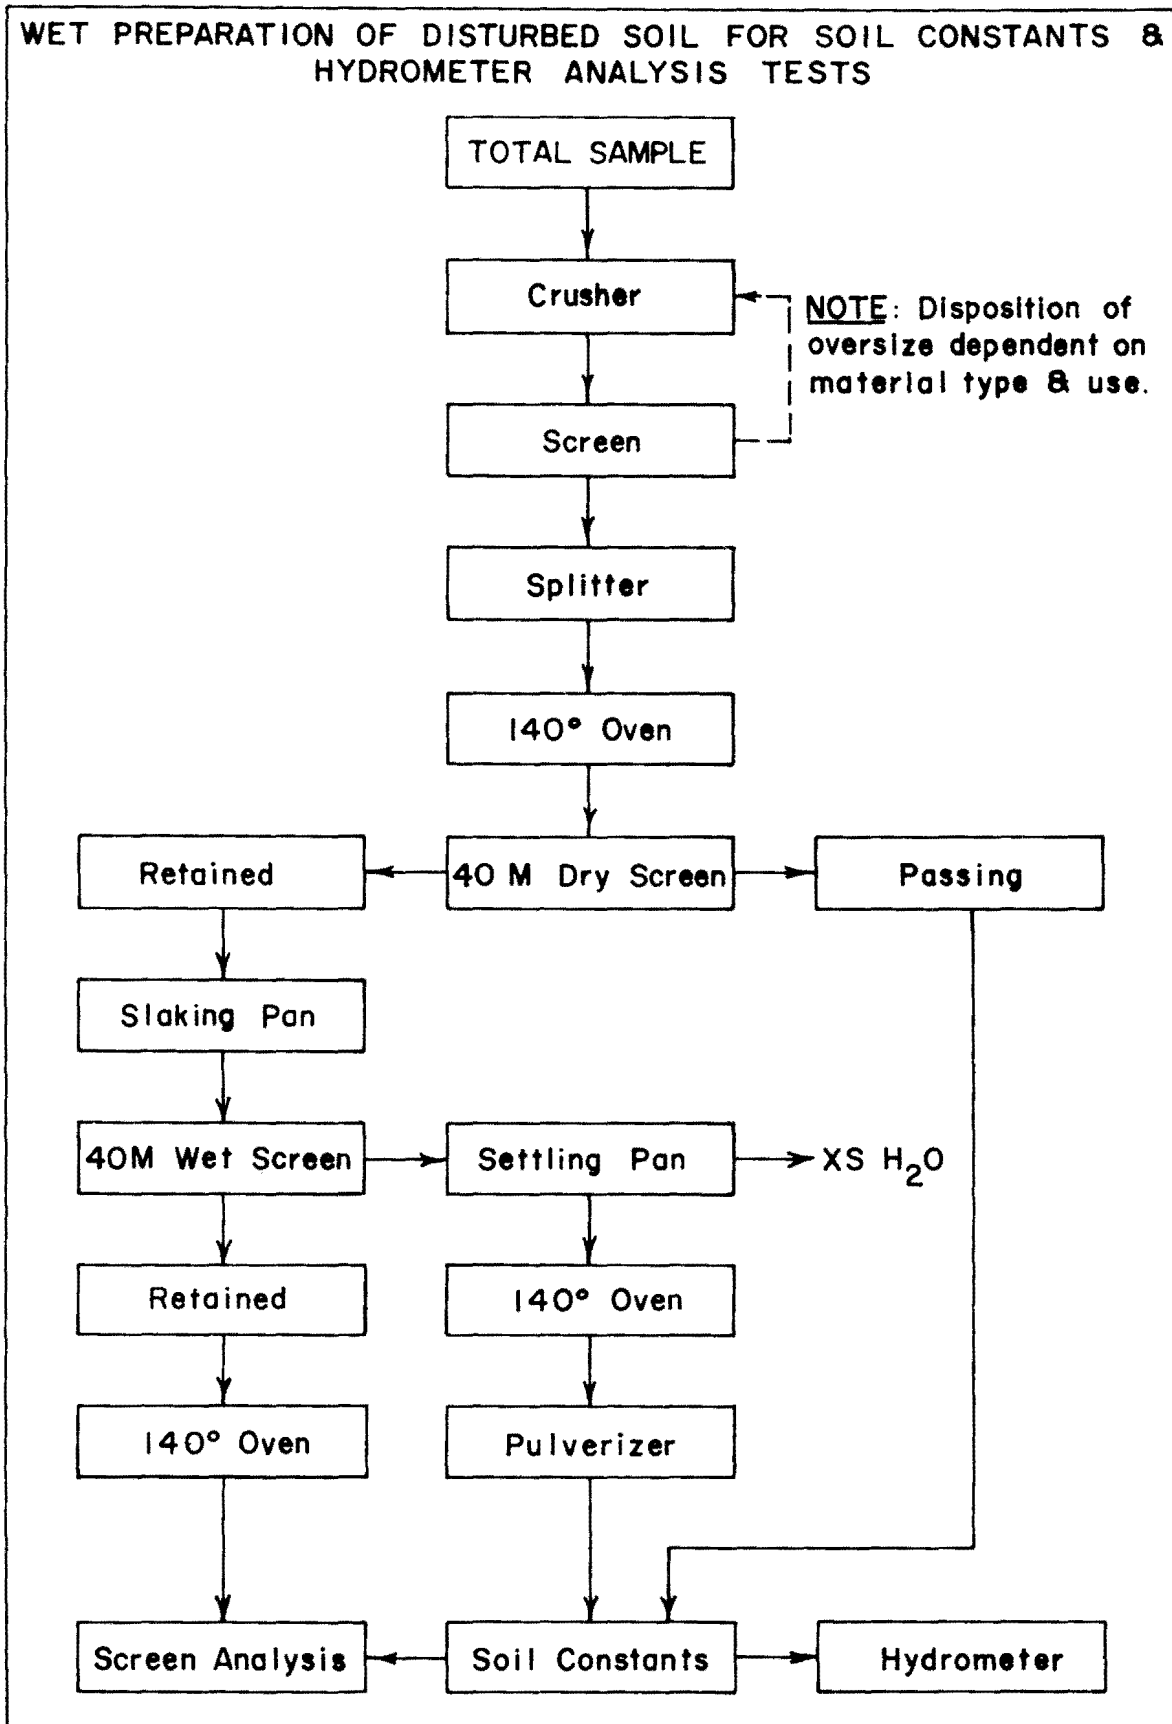 WET PREPARATION OF DISTURBED SOIL FOR SOIL CONSTANTS &
HYDROMETER ANALYSIS TESTS
TOTAL SAMPLE
Crusher
NOTE: Disposition of
oversize dependent on
material type & use.
Screen
Splitter
140° Oven
Retained
40 M Dry Screen
Passing
Slaking Pan
40M Wet Screen
Settling Pan
XS H₂O
Retained
140° Oven
140° Oven
Pulverizer
Screen Analysis
Soil Constants
Hydrometer